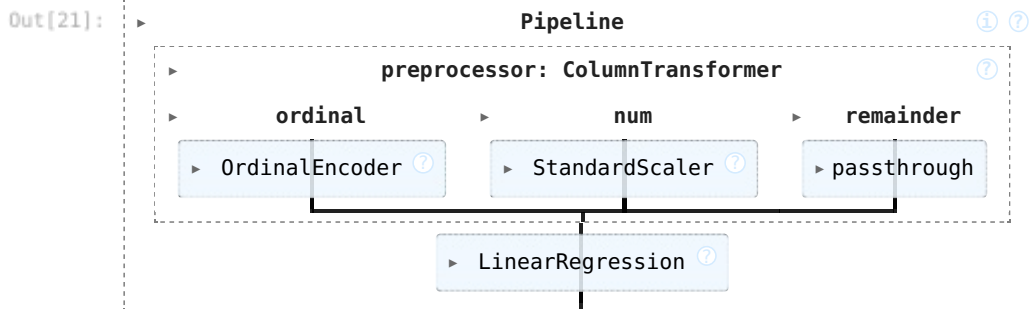 Out[21]: ▸ Pipeline i ?
▸ preprocessor: ColumnTransformer ?
▸ ordinal ▸ num ▸ remainder
▸ OrdinalEncoder ? ▸ StandardScaler ? ▸ passthrough
▸ LinearRegression ?